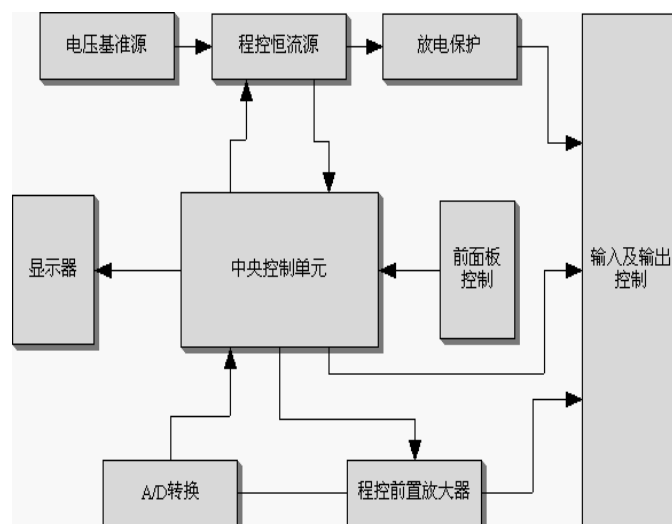 电压基准源
程控恒流源
放电保护
显示器
中央控制单元
前面板
控制
输入及输出
控制
A/D转换
程控前置放大器